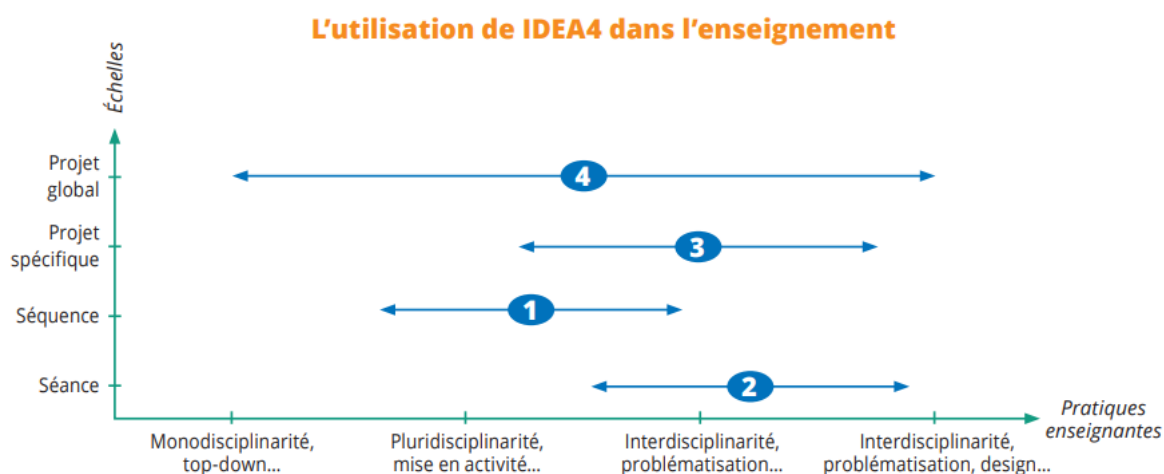 L’utilisation de IDEA4 dans l’enseignement
Échelles
Projet
global
4
Projet
spécifique
3
Séquence
1
Séance
2
Pratiques
enseignantes
Monodisciplinarité,
top-down...
Pluridisciplinarité,
mise en activité...
Interdisciplinarité,
problématisation...
Interdisciplinarité,
problématisation, design...